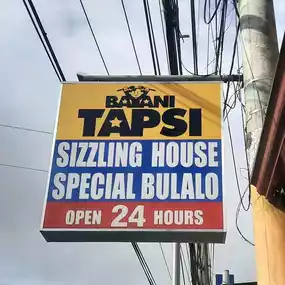 BAYANI
TAPSI
SIZZLING HOUSE
SPECIAL BULALO
OPEN 24 HOURS